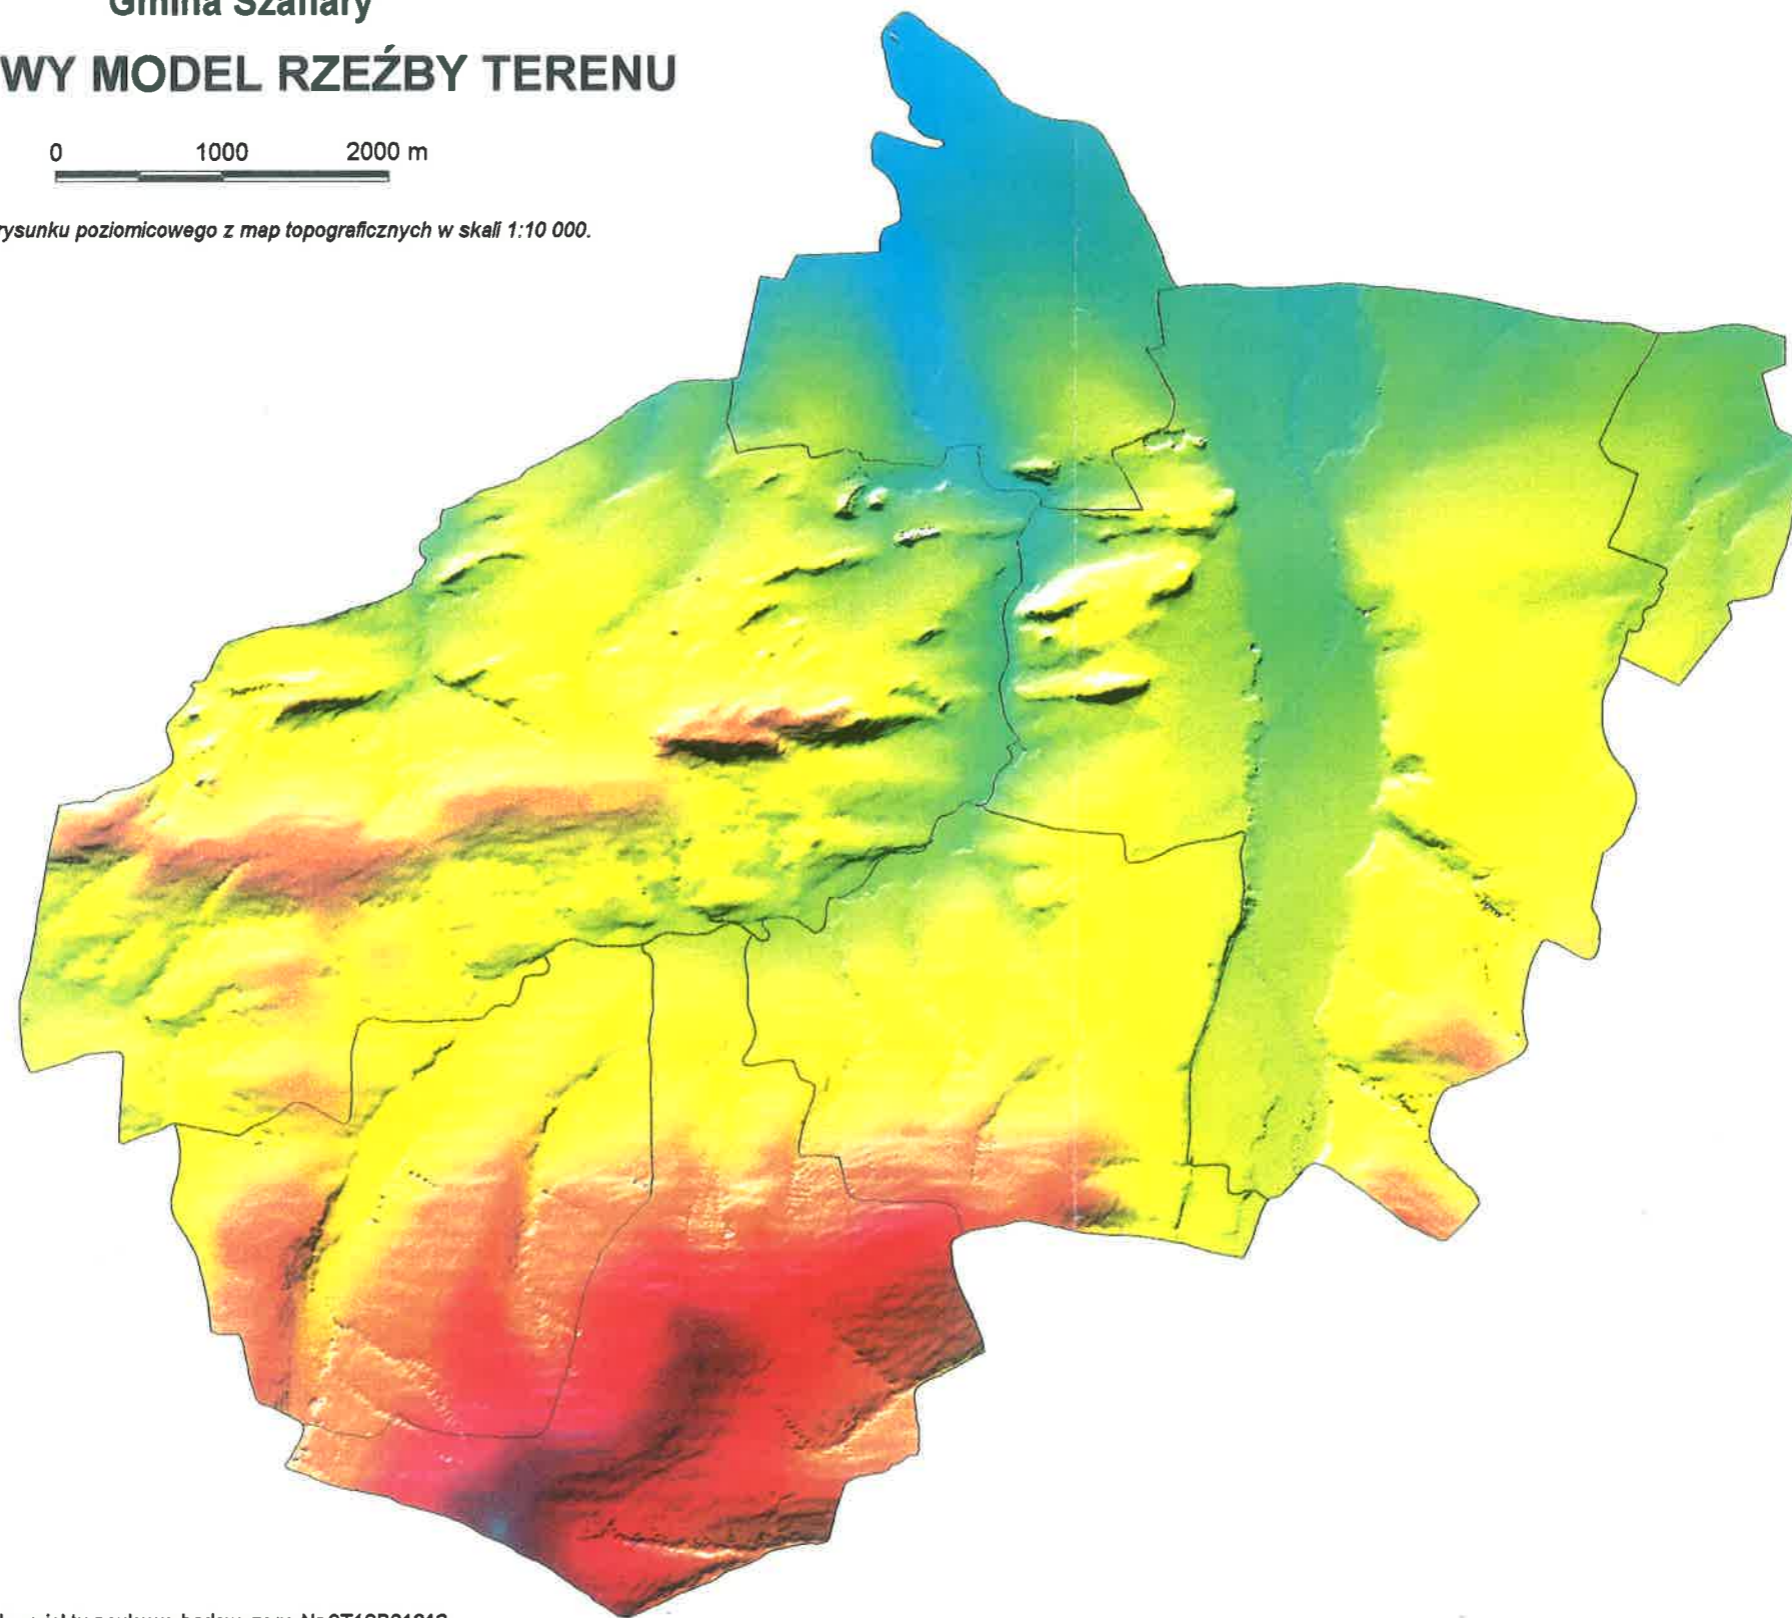 Gmina Szaflary
WY MODEL RZEŹBY TERENU
0 1000 2000 m
rysunku poziomicowego z map topograficznych w skali 1:10 000.